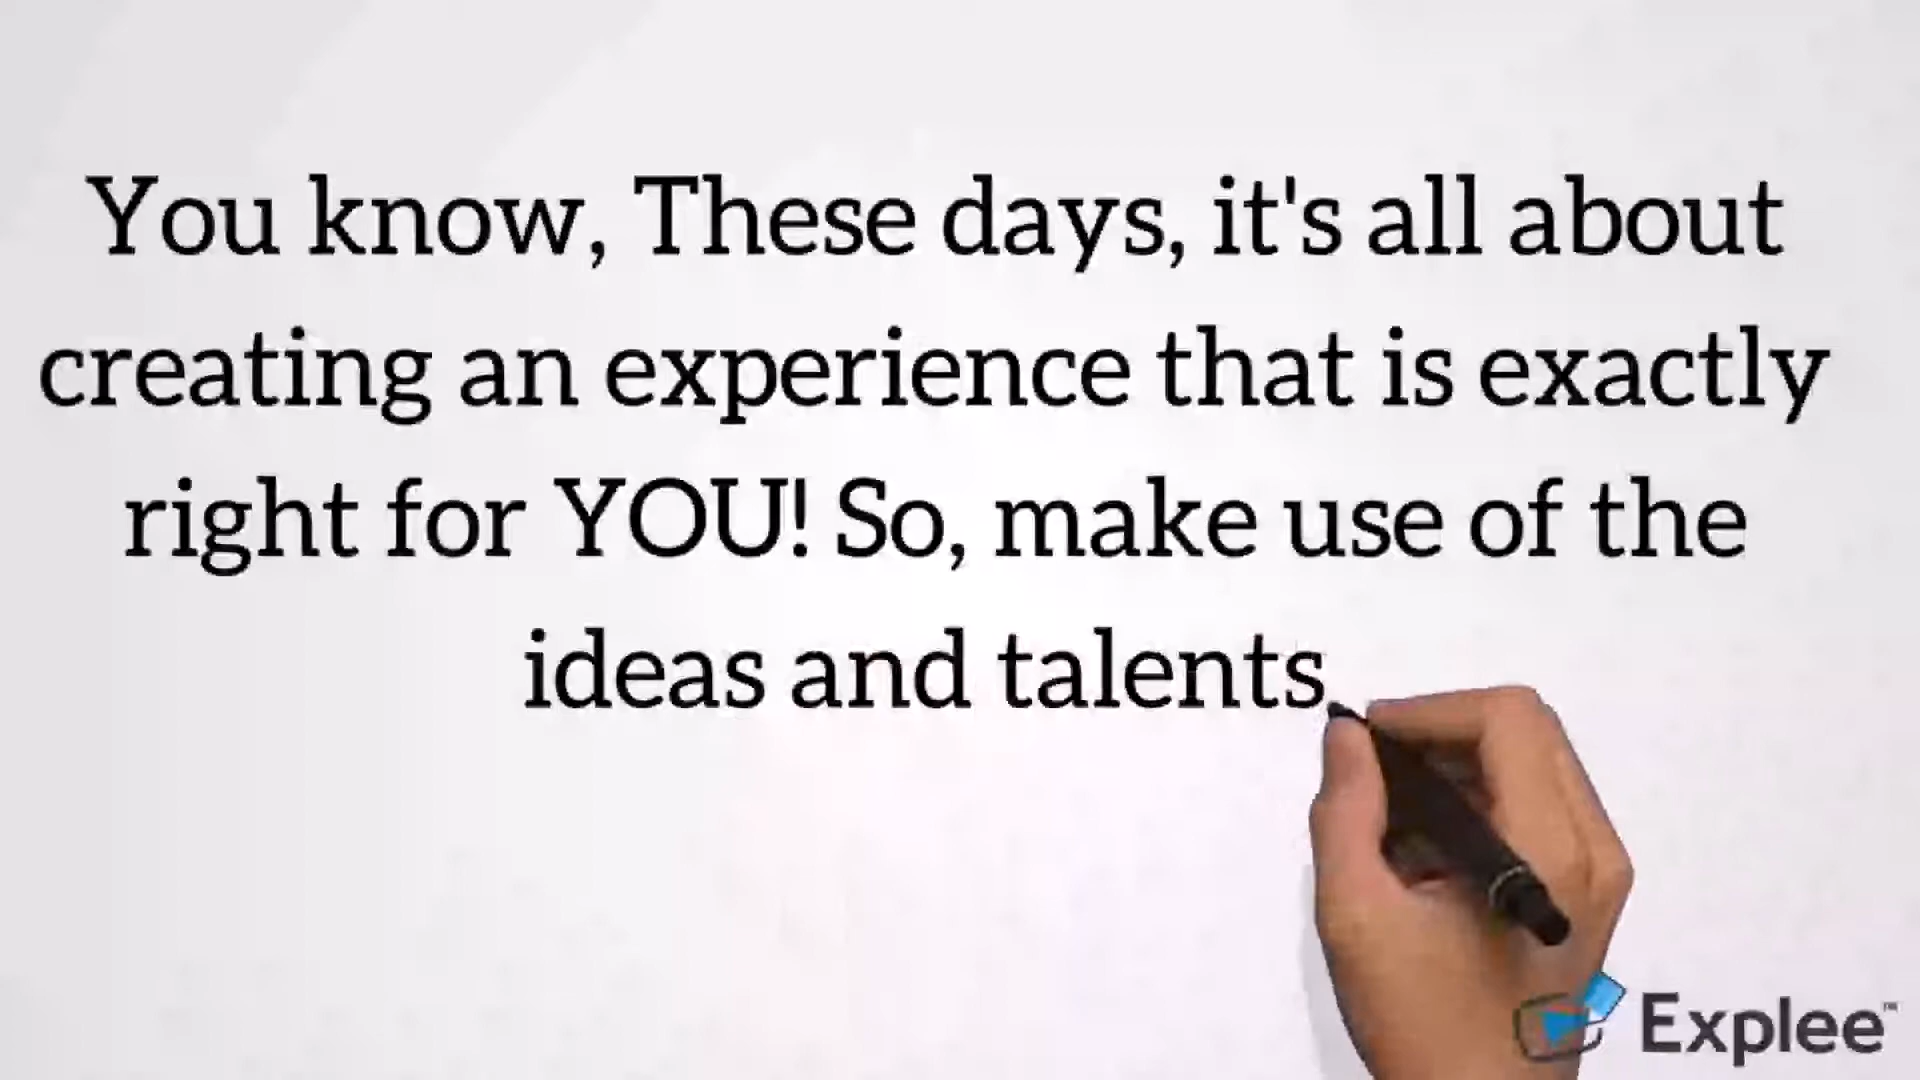 You know, These days, it's all about
creating an experience that is exactly
right for YOU! So, make use of the
ideas and talents
Explee™